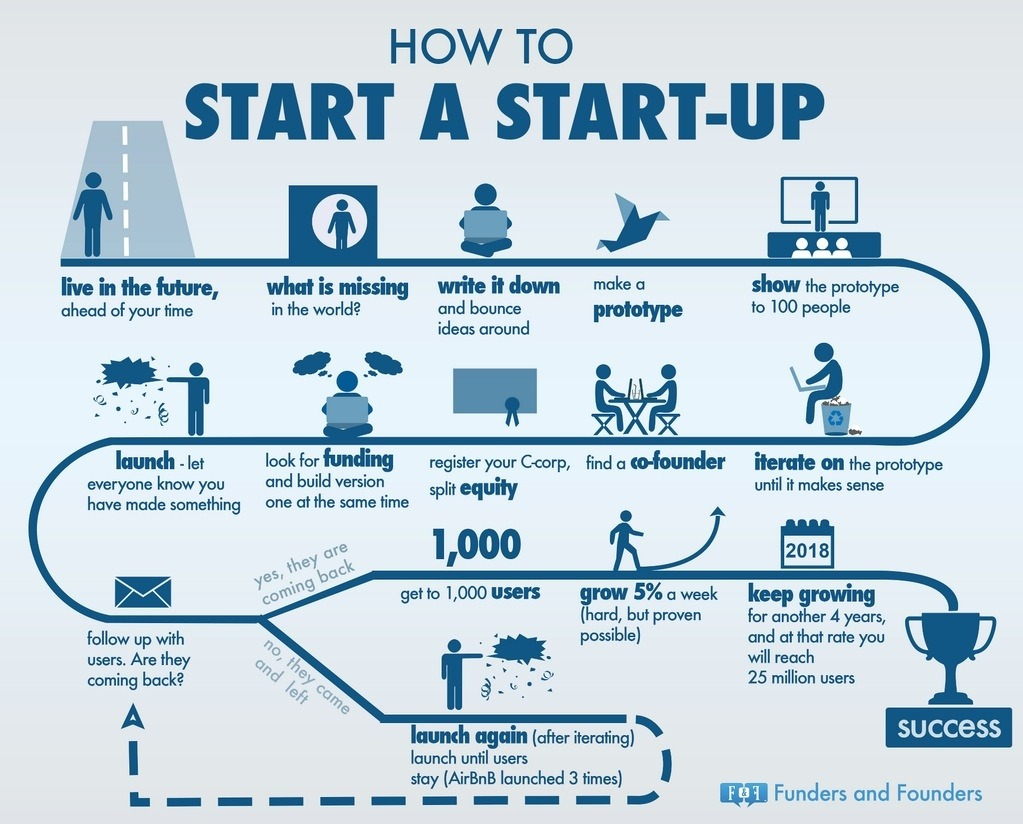 HOW TO
START A START-UP
live in the future,
ahead of your time
what is missing
in the world?
write it down
and bounce
ideas around
make a
prototype
show the prototype
to 100 people
iterate on the prototype
until it makes sense
find a co-founder
register your C-corp,
split equity
look for funding
and build version
one at the same time
launch - let
everyone know you
have made something
follow up with
users. Are they
coming back?
yes, they are
coming back
1,000
get to 1,000 users
grow 5% a week
(hard, but proven
possible)
2018
keep growing
for another 4 years,
and at that rate you
will reach
25 million users
success
no, they came
and left
launch again (after iterating)
launch until users
stay (AirBnB launched 3 times)
F&F. Funders and Founders